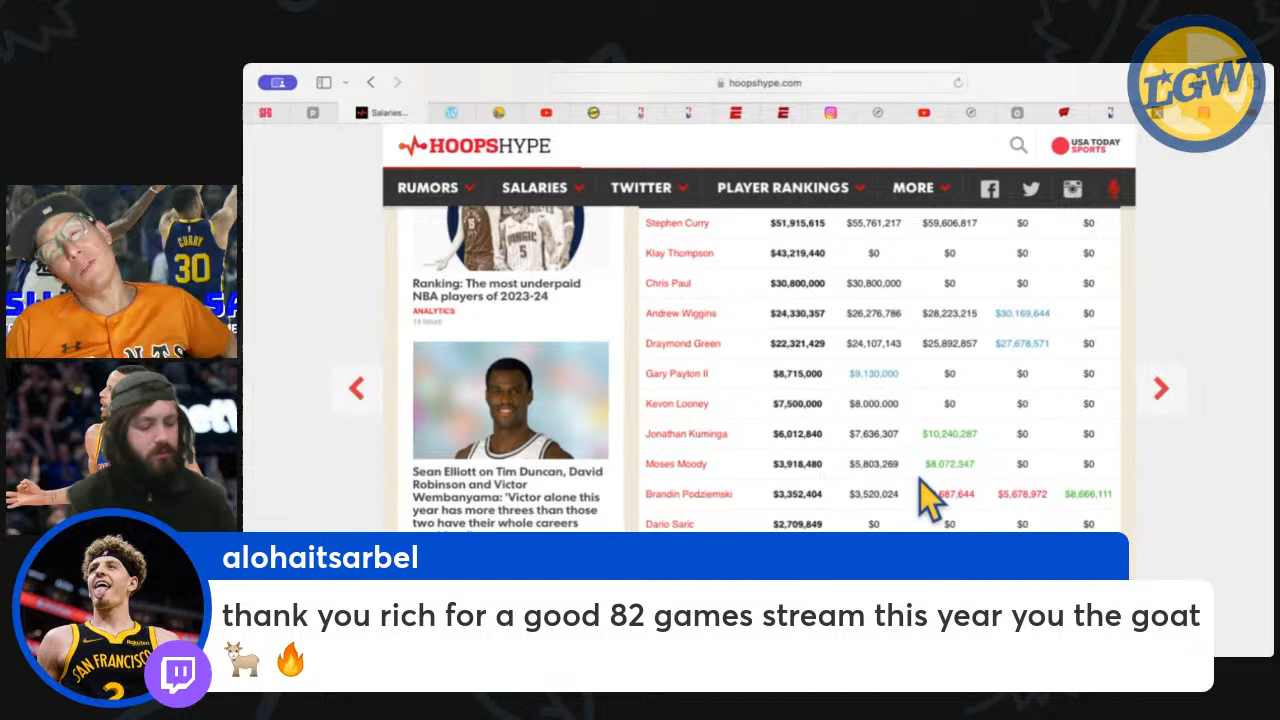 LGW
hoopshype.com
Salaries...
HOOPSHYPE
USA TODAY
SPORTS
RUMORS
SALARIES
TWITTER
PLAYER RANKINGS
MORE
Ranking: The most underpaid
NBA players of 2023-24
ANALYTICS
Sean Elliott on Tim Duncan, David
Robinson and Victor
Wembanyama: 'Victor alone this
year has more threes than those
two have their whole careers
Stephen Curry $51,915,615 $55,761,217 $59,606,817 $0 $0
Klay Thompson $43,219,440 $0 $0 $0 $0
Chris Paul $30,800,000 $30,800,000 $0 $0 $0
Andrew Wiggins $24,330,357 $26,276,786 $28,223,215 $30,169,644 $0
Draymond Green $22,321,429 $24,107,143 $25,892,857 $27,678,571 $0
Gary Payton II $8,715,000 $9,130,000 $0 $0 $0
Kevon Looney $7,500,000 $8,000,000 $0 $0 $0
Jonathan Kuminga $6,012,840 $7,636,307 $10,240,287 $0 $0
Moses Moody $3,918,480 $5,803,269 $8,072,347 $0 $0
Brandin Podziemski $3,352,404 $3,520,024 687,644 $5,678,972 $8,666,111
Dario Saric $2,709,849 $0 $0 $0 $0
CURRY
30
alohaitsarbel
thank you rich for a good 82 games stream this year you the goat
🐐 🔥
Rakuten
SAN FRANCISCO
2